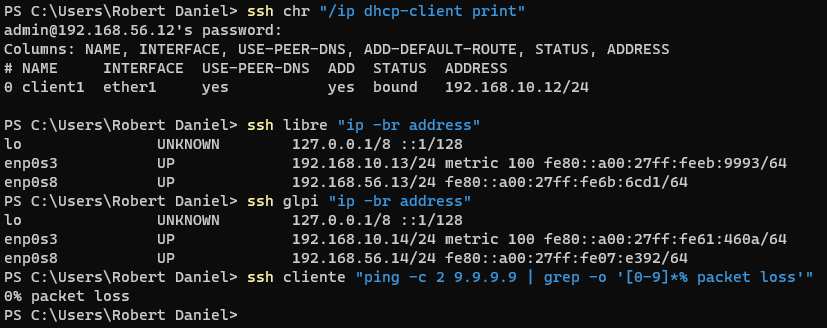 PS C:\Users\Robert Daniel> ssh chr "/ip dhcp-client print"
admin@192.168.56.12's password:
Columns: NAME, INTERFACE, USE-PEER-DNS, ADD-DEFAULT-ROUTE, STATUS, ADDRESS
# NAME     INTERFACE  USE-PEER-DNS  ADD  STATUS  ADDRESS
0 client1  ether1     yes           yes  bound   192.168.10.12/24
PS C:\Users\Robert Daniel> ssh libre "ip -br address"
lo               UNKNOWN        127.0.0.1/8 ::1/128
enp0s3           UP             192.168.10.13/24 metric 100 fe80::a00:27ff:feeb:9993/64
enp0s8           UP             192.168.56.13/24 fe80::a00:27ff:fe6b:6cd1/64
PS C:\Users\Robert Daniel> ssh glpi "ip -br address"
lo               UNKNOWN        127.0.0.1/8 ::1/128
enp0s3           UP             192.168.10.14/24 metric 100 fe80::a00:27ff:fe61:460a/64
enp0s8           UP             192.168.56.14/24 fe80::a00:27ff:fe07:e392/64
PS C:\Users\Robert Daniel> ssh cliente "ping -c 2 9.9.9.9 | grep -o '[0-9]*% packet loss'"
0% packet loss
PS C:\Users\Robert Daniel>